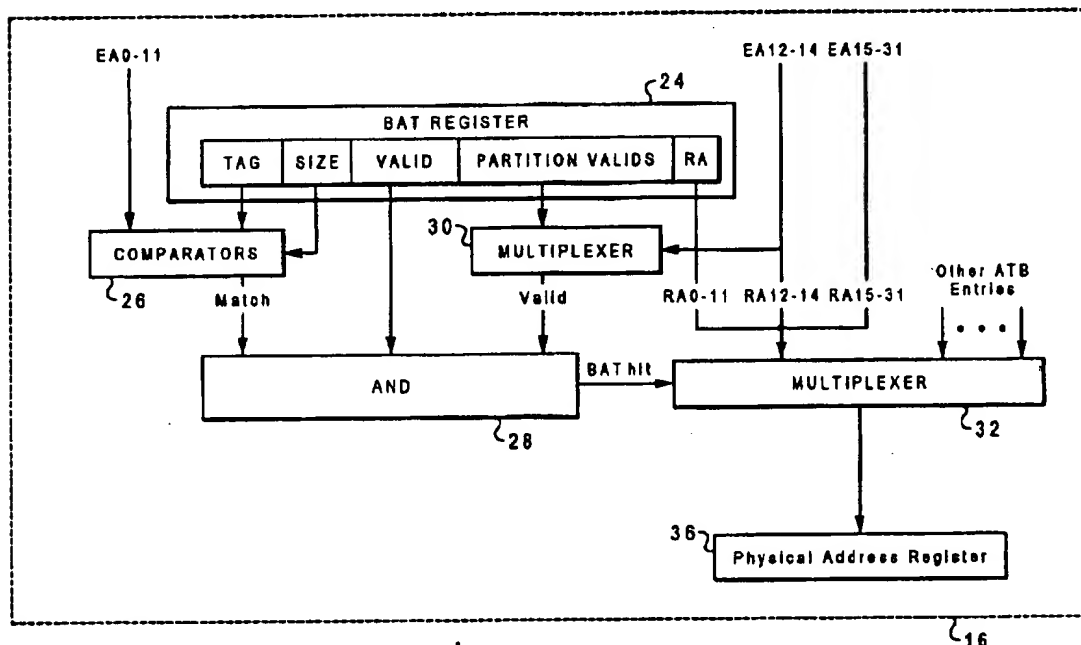 EA0-11
EA12-14 EA15-31
24
BAT REGISTER
TAG SIZE VALID PARTITION VALIDS RA
30
COMPARATORS
MULTIPLEXER
26
Match
Valid
RA0-11 RA12-14 RA15-31
Other ATB
Entries
AND
BAT hit
MULTIPLEXER
28
32
36
Physical Address Register
16